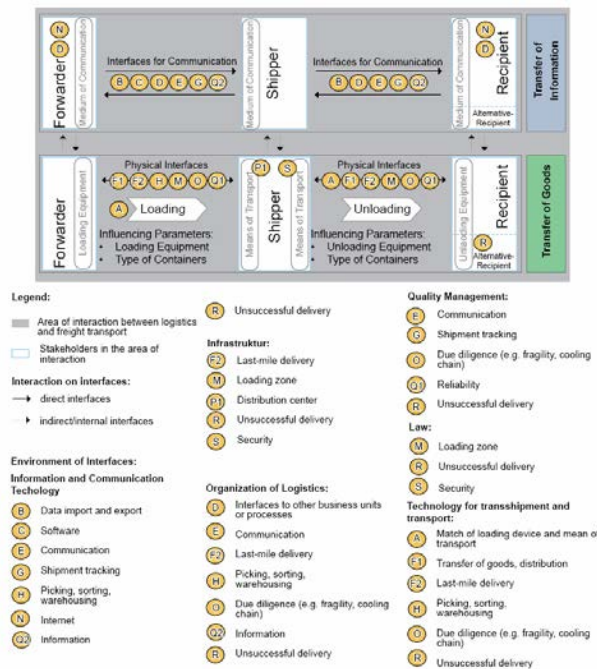 N
D
Forwarder
Medium of Communication
Interfaces for Communication
B C D E G Q2
Medium of Communication
Shipper
Medium of Communication
Interfaces for Communication
B D E G Q2
Medium of Communication
N
D
Recipient
Alternative-
Recipient
Transfer of
Information
Forwarder
Loading Equipment
Physical Interfaces
F1 F2 H M O Q1
A
Loading
Influencing Parameters:
• Loading Equipment
• Type of Containers
Means of Transport
P1
Shipper
S
Means of Transport
Physical Interfaces
A F1 F2 M O Q1
Unloading
Influencing Parameters:
• Unloading Equipment
• Type of Containers
Unlaoding Equipment
Recipient
R
Alternative-
Recipient
Transfer of Goods
Legend:
Area of interaction between logistics
and freight transport
Stakeholders in the area of
interaction
Interaction on interfaces:
direct interfaces
indirect/internal interfaces
Environment of Interfaces:
Information and Communication
Techology
B Data import and export
C Software
E Communication
G Shipment tracking
H Picking, sorting,
warehousing
N Internet
Q2 Information
R Unsuccessful delivery
Infrastruktur:
F2 Last-mile delivery
M Loading zone
P1 Distribution center
R Unsuccessful delivery
S Security
Organization of Logistics:
D Interfaces to other business units
or processes
E Communication
F2 Last-mile delivery
H Picking, sorting,
warehousing
O Due diligence (e.g. fragility, cooling
chain)
Q2 Information
R Unsuccessful delivery
Quality Management:
E Communication
G Shipment tracking
O Due diligence (e.g. fragility, cooling
chain)
Q1 Reliability
R Unsuccessful delivery
Law:
M Loading zone
R Unsuccessful delivery
S Security
Technology for transshipment and
transport:
A Match of loading device and mean of
transport
F1 Transfer of goods, distribution
F2 Last-mile delivery
H Picking, sorting,
warehousing
O Due diligence (e.g. fragility, cooling
chain)
R Unsuccessful delivery